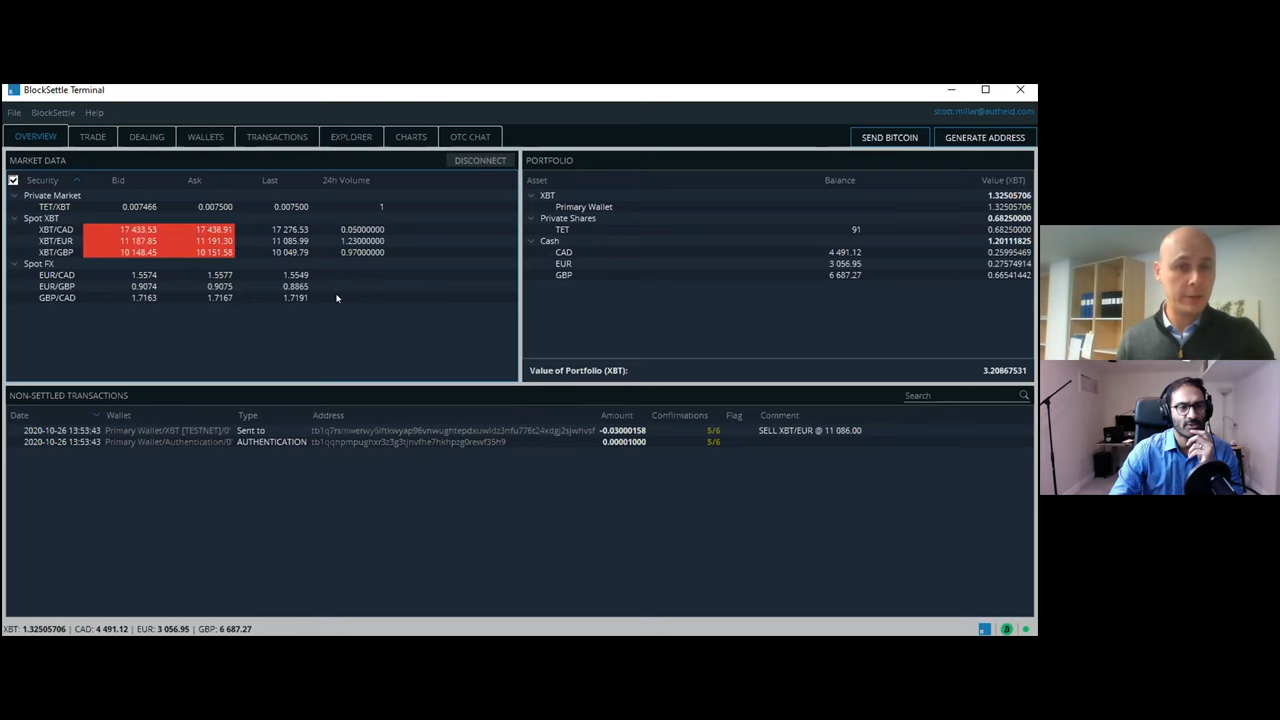 BlockSettle Terminal
File BlockSettle Help scott.millar@autheid.com
OVERVIEW TRADE DEALING WALLETS TRANSACTIONS EXPLORER CHARTS OTC CHAT SEND BITCOIN GENERATE ADDRESS
MARKET DATA DISCONNECT
Security Bid Ask Last 24h Volume
Private Market
TET/XBT 0.007466 0.007500 0.007500 1
Spot XBT
XBT/CAD 17 433.53 17 438.91 17 276.53 0.05000000
XBT/EUR 11 187.85 11 191.30 11 085.99 1.23000000
XBT/GBP 10 148.45 10 151.58 10 049.79 0.97000000
Spot FX
EUR/CAD 1.5574 1.5577 1.5549
EUR/GBP 0.9074 0.9075 0.8865
GBP/CAD 1.7163 1.7167 1.7191
PORTFOLIO
Asset Balance Value (XBT)
XBT 1.32505706
Primary Wallet 1.32505706
Private Shares 0.68250000
TET 91 0.68250000
Cash 1.20111825
CAD 4 491.12 0.25995469
EUR 3 056.95 0.27574914
GBP 6 687.27 0.66541442
Value of Portfolio (XBT): 3.20867531
NON-SETTLED TRANSACTIONS Search
Date Wallet Type Address Amount Confirmations Flag Comment
2020-10-26 13:53:43 Primary Wallet/XBT [TESTNET]/0' Sent to -0.03000158 5/6 SELL XBT/EUR @ 11 086.00
2020-10-26 13:53:43 Primary Wallet/Authentication/0' AUTHENTICATION 0.00001000 5/6
XBT: 1.32505706 | CAD: 4 491.12 | EUR: 3 056.95 | GBP: 6 687.27